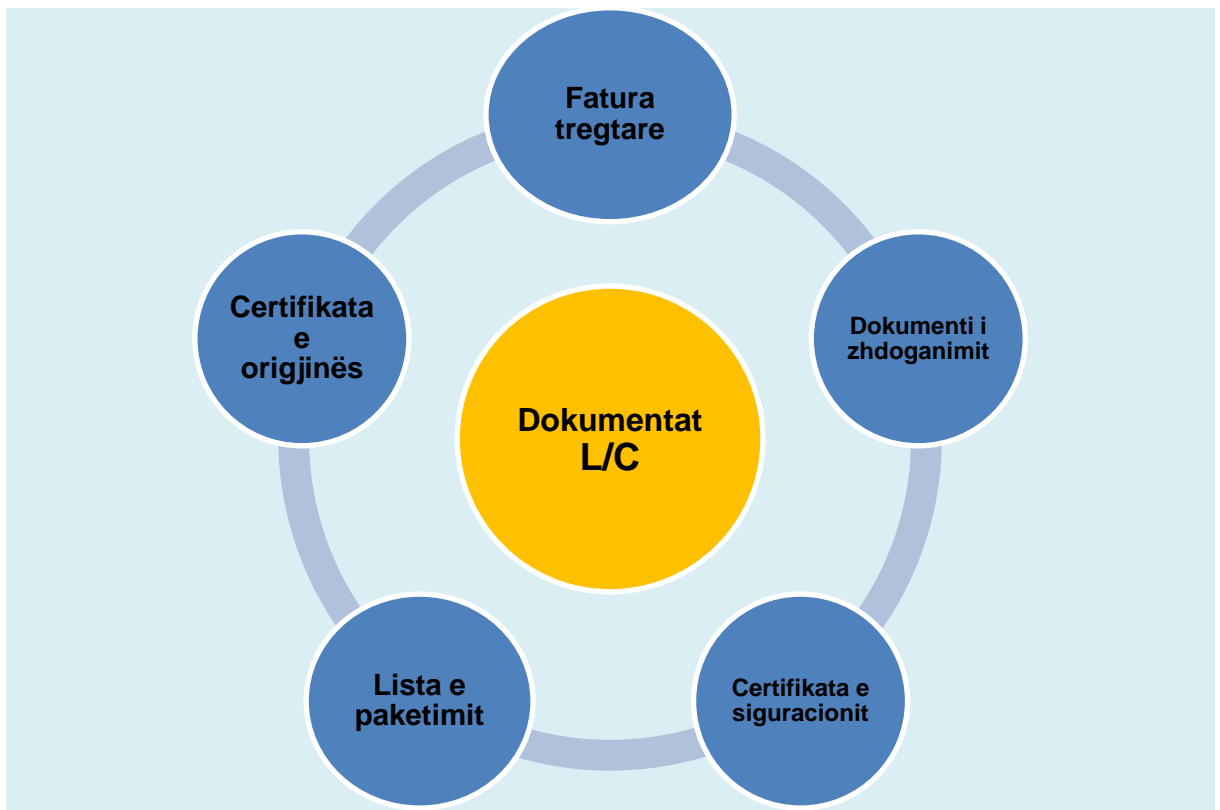 Fatura
tregtare
Dokumenti i
zhdoganimit
Certifikata e
siguracionit
Lista e
paketimit
Certifikata
e
origjinës
Dokumentat
L/C